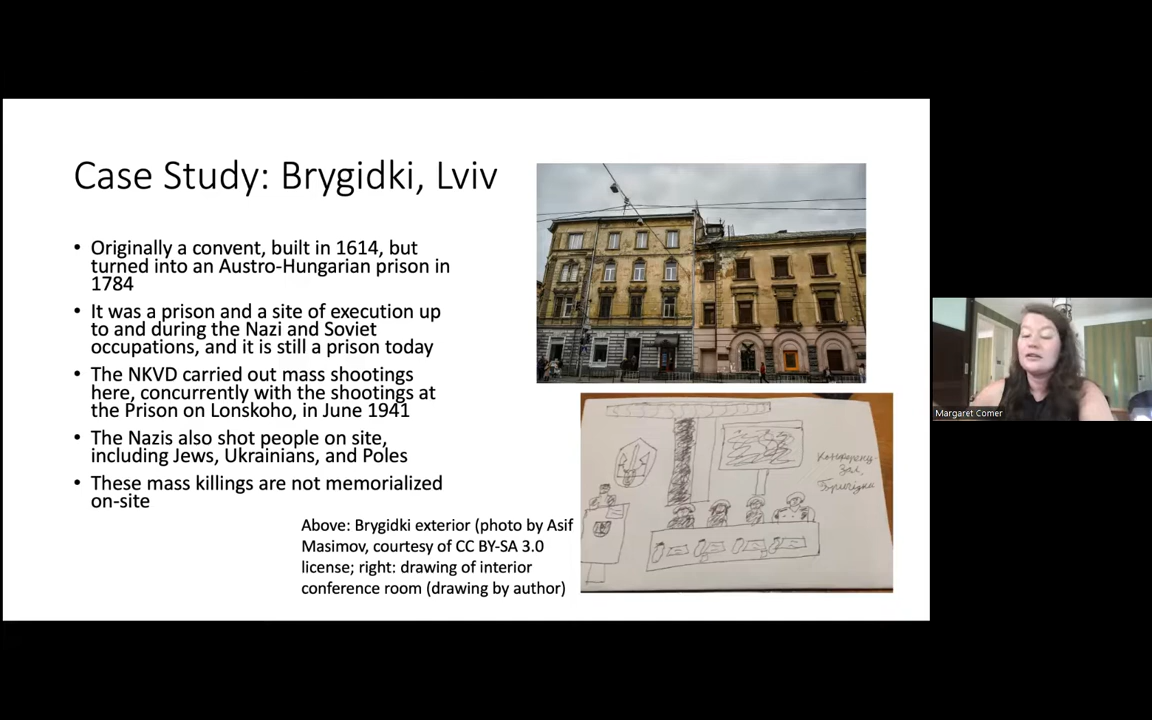 Case Study: Brygidki, Lviv
• Originally a convent, built in 1614, but
turned into an Austro-Hungarian prison in
1784
• It was a prison and a site of execution up
to and during the Nazi and Soviet
occupations, and it is still a prison today
• The NKVD carried out mass shootings
here, concurrently with the shootings at
the Prison on Lonskoho, in June 1941
• The Nazis also shot people on site,
including Jews, Ukrainians, and Poles
• These mass killings are not memorialized
on-site
Above: Brygidki exterior (photo by Asif
Masimov, courtesy of CC BY-SA 3.0
license; right: drawing of interior
conference room (drawing by author)
Конференц-
Зал
Бригідки
Margaret Comer